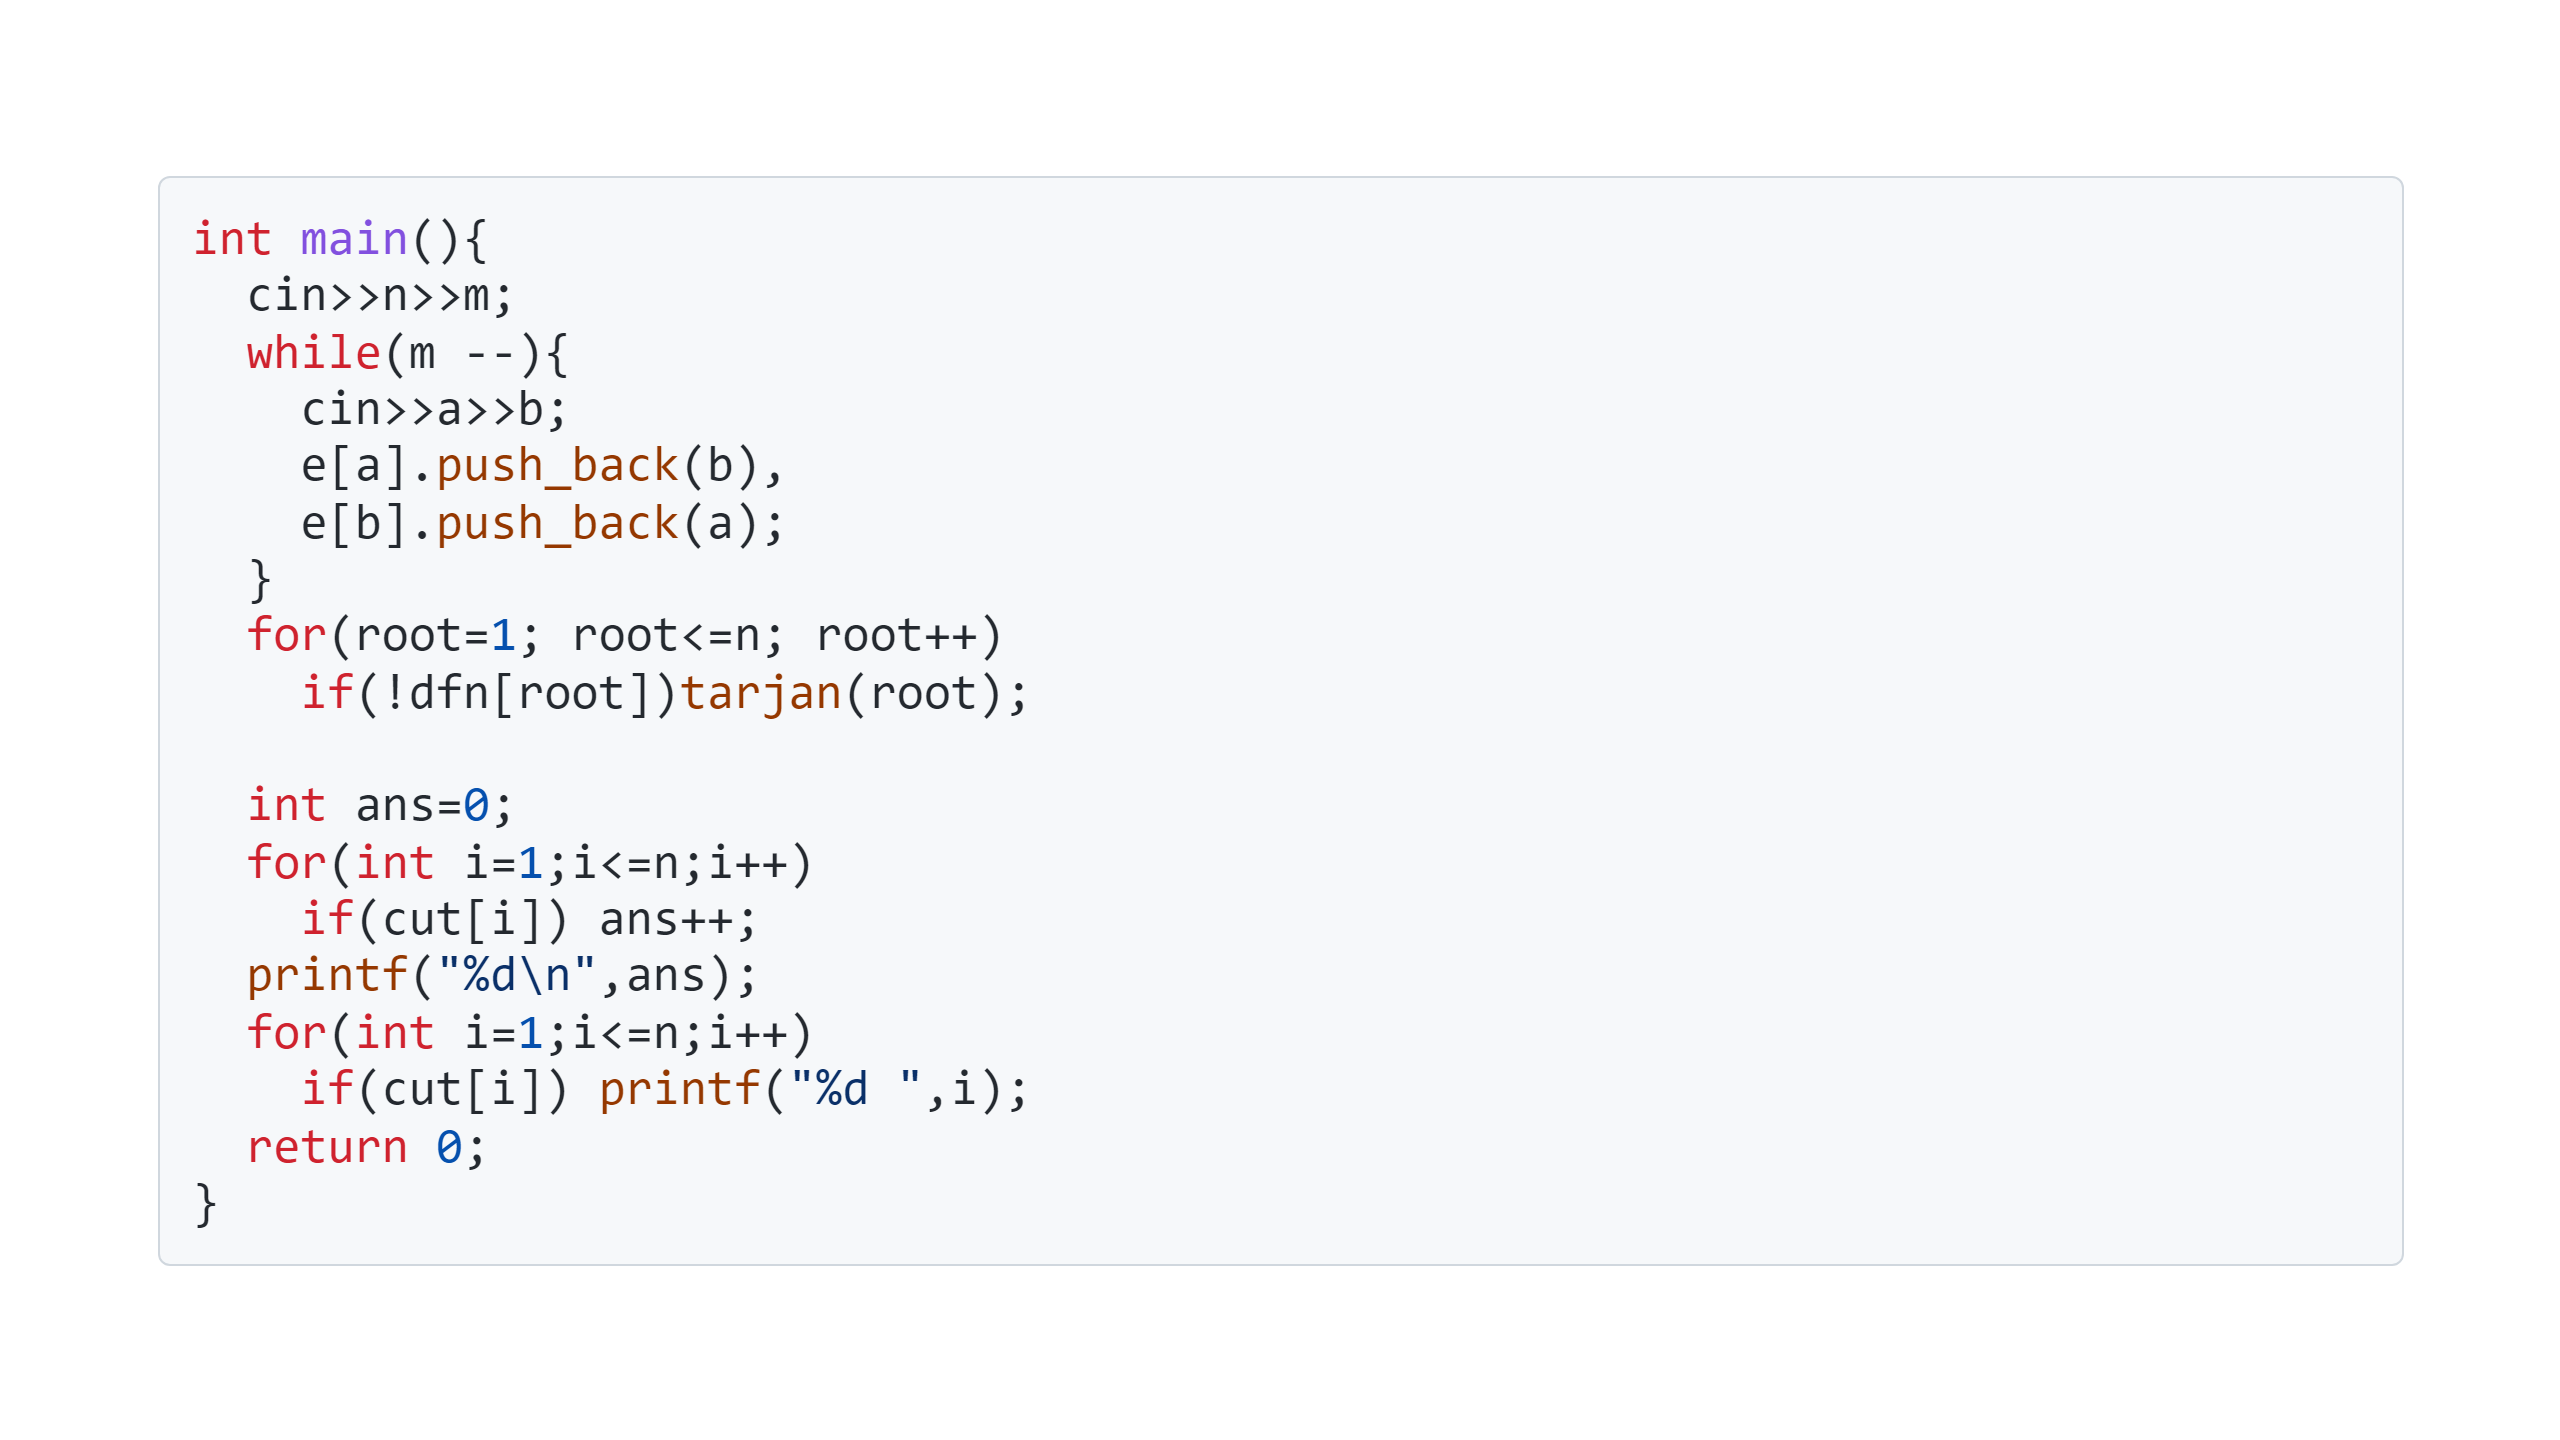 int main(){
  cin>>n>>m;
  while(m --){
    cin>>a>>b;
    e[a].push_back(b),
    e[b].push_back(a);
  }
  for(root=1; root<=n; root++)
    if(!dfn[root])tarjan(root);

  int ans=0;
  for(int i=1;i<=n;i++)
    if(cut[i]) ans++;
  printf("%d\n",ans);
  for(int i=1;i<=n;i++)
    if(cut[i]) printf("%d ",i);
  return 0;
}